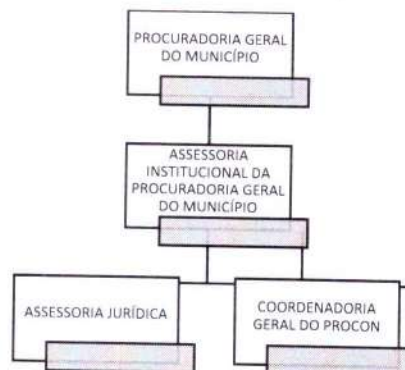 PROCURADORIA GERAL
DO MUNICÍPIO
ASSESSORIA
INSTITUCIONAL DA
PROCURADORIA GERAL
DO MUNICÍPIO
ASSESSORIA JURÍDICA
COORDENADORIA
GERAL DO PROCON